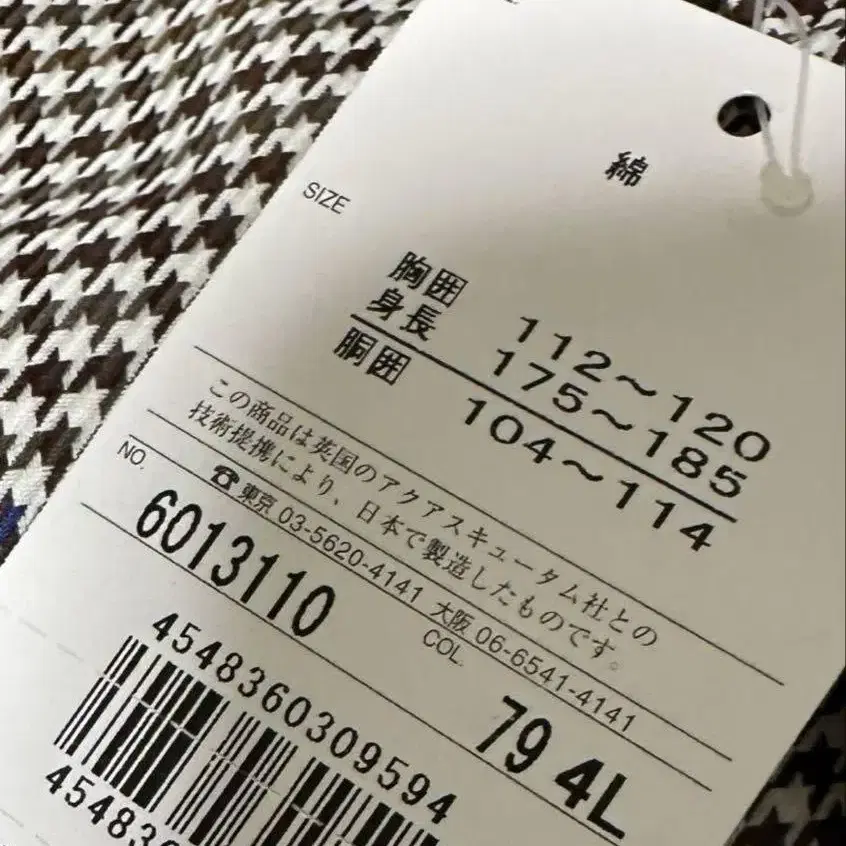 綿
SIZE
胸囲 112~120
身長 175~185
胴囲 104~114
この商品は英国のアクアスキュータム社との
技術提携により、日本で製造したものです。
☎東京 03-5620-4141 大阪 06-6541-4141
NO. COL.
6013110 79 4L
4548360309594